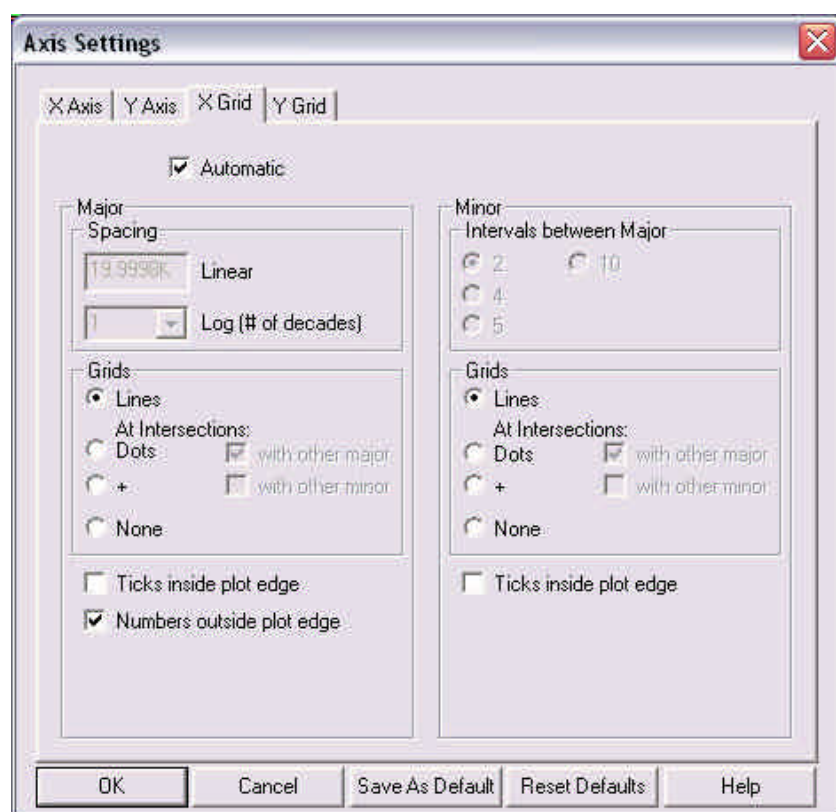 Axis Settings
X Axis
Y Axis
X Grid
Y Grid
Automatic
Major
Spacing
19.9998K
Linear
1
Log (# of decades)
Grids
Lines
At Intersections:
Dots
with other major
+
with other minor
None
Ticks inside plot edge
Numbers outside plot edge
Minor
Intervals between Major
2
10
4
5
Grids
Lines
At Intersections:
Dots
with other major
+
with other minor
None
Ticks inside plot edge
OK
Cancel
Save As Default
Reset Defaults
Help